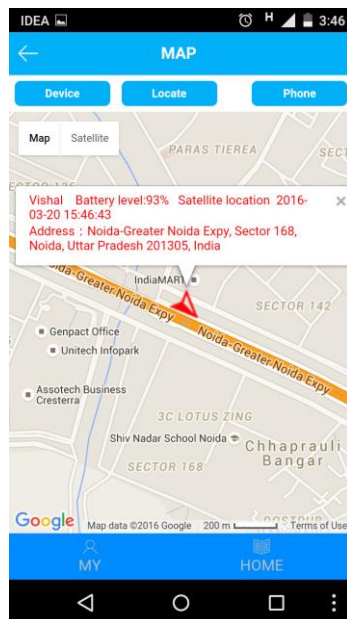 IDEA H 3:46
MAP
Device Locate Phone
Map Satellite
PARAS TIEREA
SECT
Vishal Battery level:93% Satellite location 2016-
03-20 15:46:43
Address : Noida-Greater Noida Expy, Sector 168,
Noida, Uttar Pradesh 201305, India
IndiaMART
Noida-Greater Noida Expy
SECTOR 142
Noida-Greater Noida Expy
Genpact Office
Unitech Infopark
Assotech Business
Cresterra
3C LOTUS ZING
Shiv Nadar School Noida
Chhaprauli
Bangar
SECTOR 168
Google Map data ©2016 Google 200 m Terms of Use
MY HOME